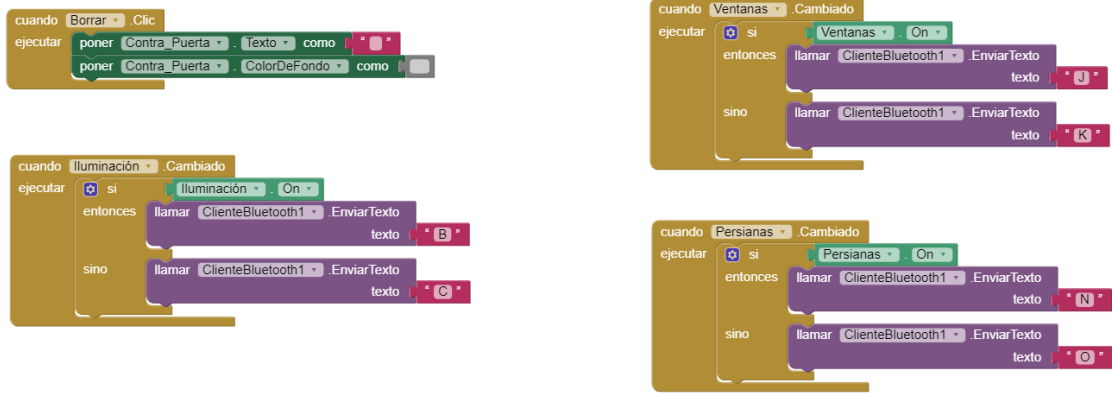 cuando Borrar .Clic
ejecutar poner Contra_Puerta . Texto como " "
poner Contra_Puerta . ColorDeFondo como
cuando Iluminación .Cambiado
ejecutar si Iluminación . On
entonces llamar ClienteBluetooth1 .EnviarTexto
texto " B "
sino llamar ClienteBluetooth1 .EnviarTexto
texto " C "
cuando Ventanas .Cambiado
ejecutar si Ventanas . On
entonces llamar ClienteBluetooth1 .EnviarTexto
texto " J "
sino llamar ClienteBluetooth1 .EnviarTexto
texto " K "
cuando Persianas .Cambiado
ejecutar si Persianas . On
entonces llamar ClienteBluetooth1 .EnviarTexto
texto " N "
sino llamar ClienteBluetooth1 .EnviarTexto
texto " O "